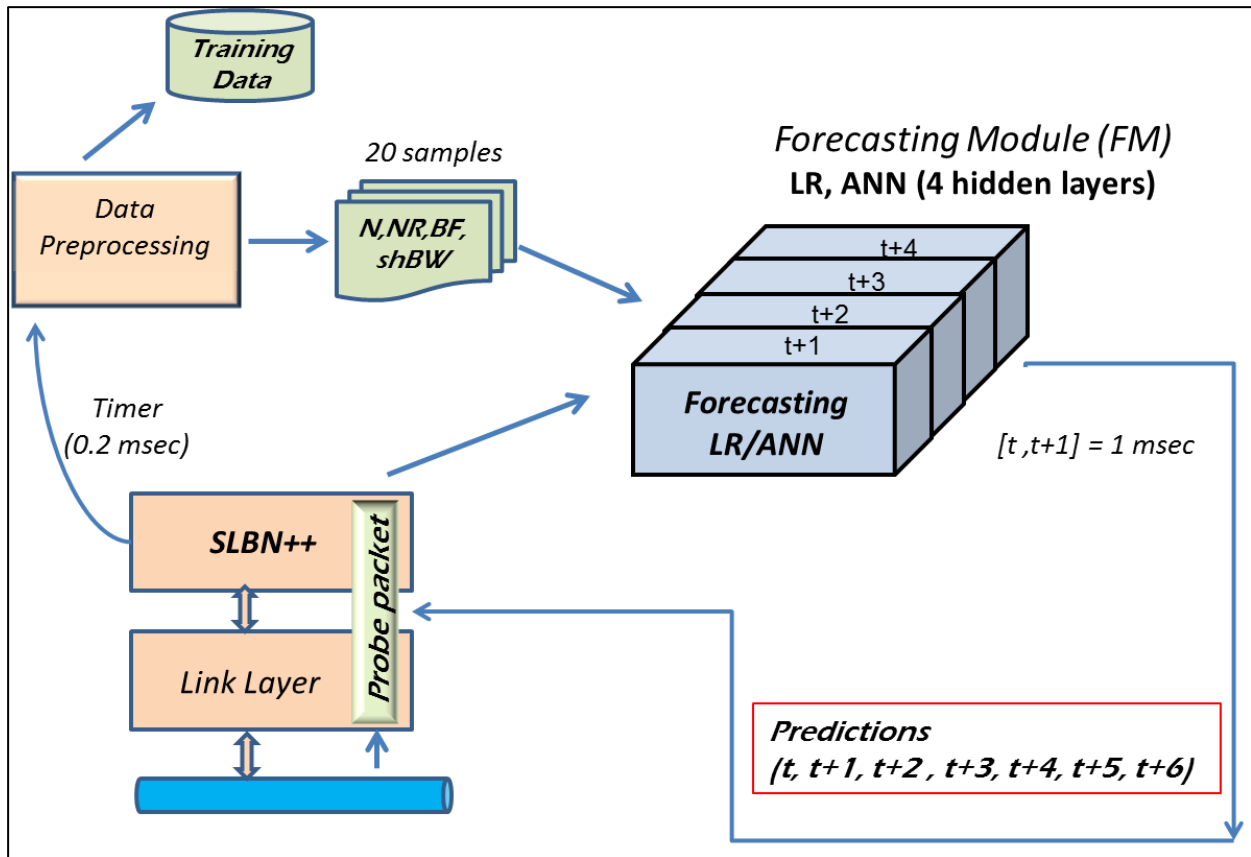 Training
Data
20 samples
Forecasting Module (FM)
LR, ANN (4 hidden layers)
Data
Preprocessing
N,NR,BF,
shBW
t+4
t+3
t+2
t+1
Forecasting
LR/ANN
Timer
(0.2 msec)
[t ,t+1] = 1 msec
SLBN++
Probe packet
Link Layer
Predictions
(t, t+1, t+2 , t+3, t+4, t+5, t+6)